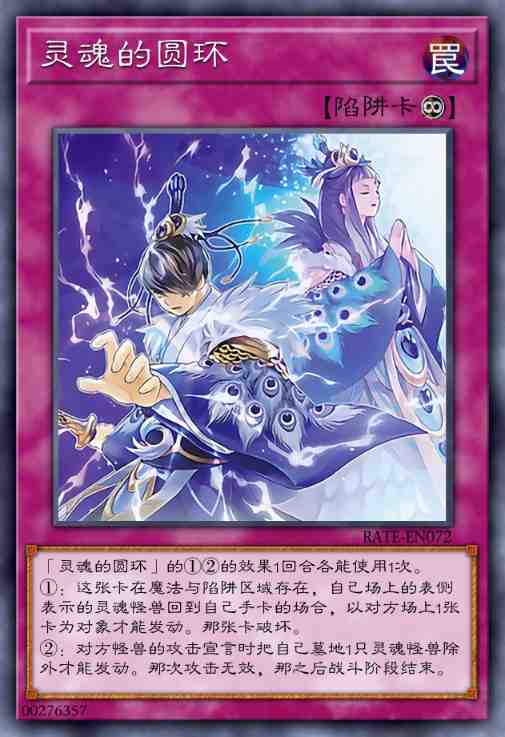 灵魂的圆环
罠
【陷阱卡】
RATE-EN072
「灵魂的圆环」的①②的效果1回合各能使用1次。
①：这张卡在魔法与陷阱区域存在，自己场上的表侧
表示的灵魂怪兽回到自己手卡的场合，以对方场上1张
卡为对象才能发动。那张卡破坏。
②：对方怪兽的攻击宣言时把自己墓地1只灵魂怪兽除
外才能发动。那次攻击无效，那之后战斗阶段结束。
00276357